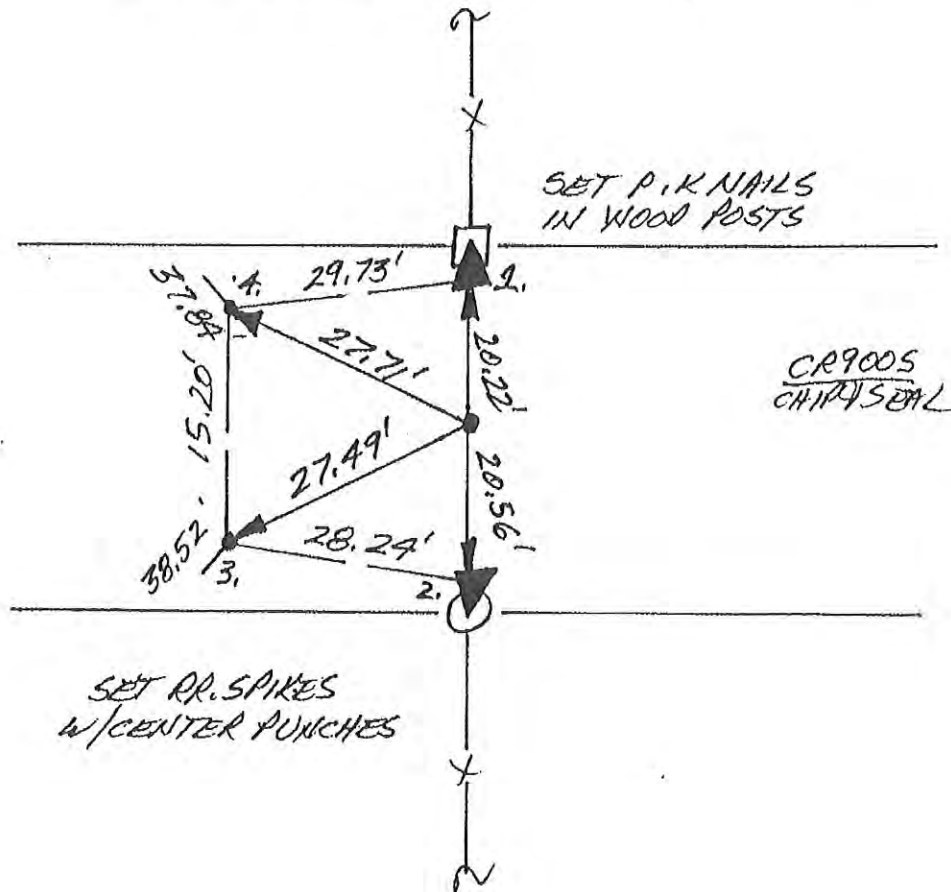 SET P.K NAILS
IN WOOD POSTS
29.73'
1.
4.
37.84'
27.71'
20.22'
CR900S
CHIP/SEAL
15.20'
27.49'
20.56'
28.24'
38.52'
3.
2.
SET RR. SPIKES
W/CENTER PUNCHES